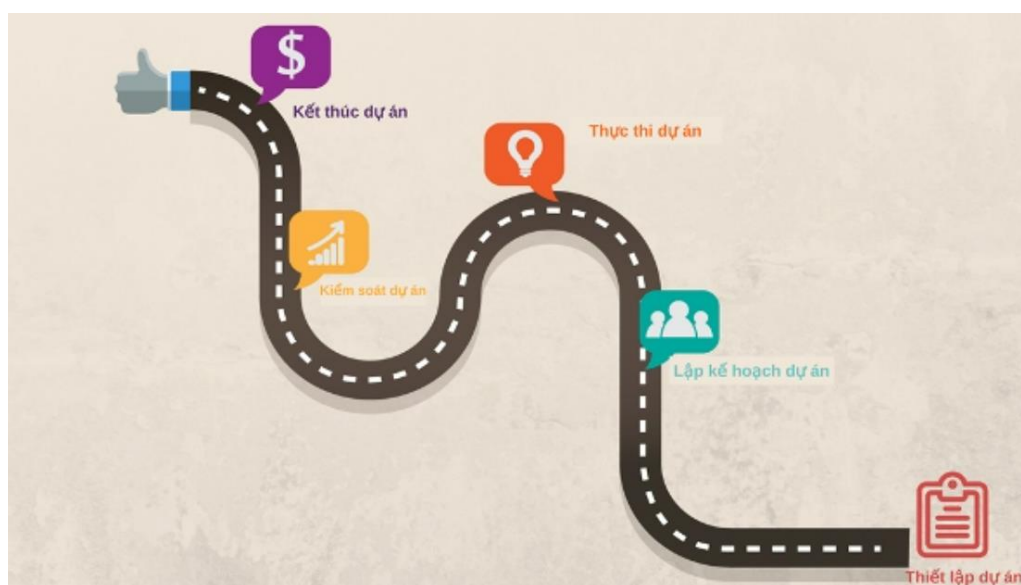 $
Kết thúc dự án
Thực thi dự án
Kiểm soát dự án
Lập kế hoạch dự án
Thiết lập dự án